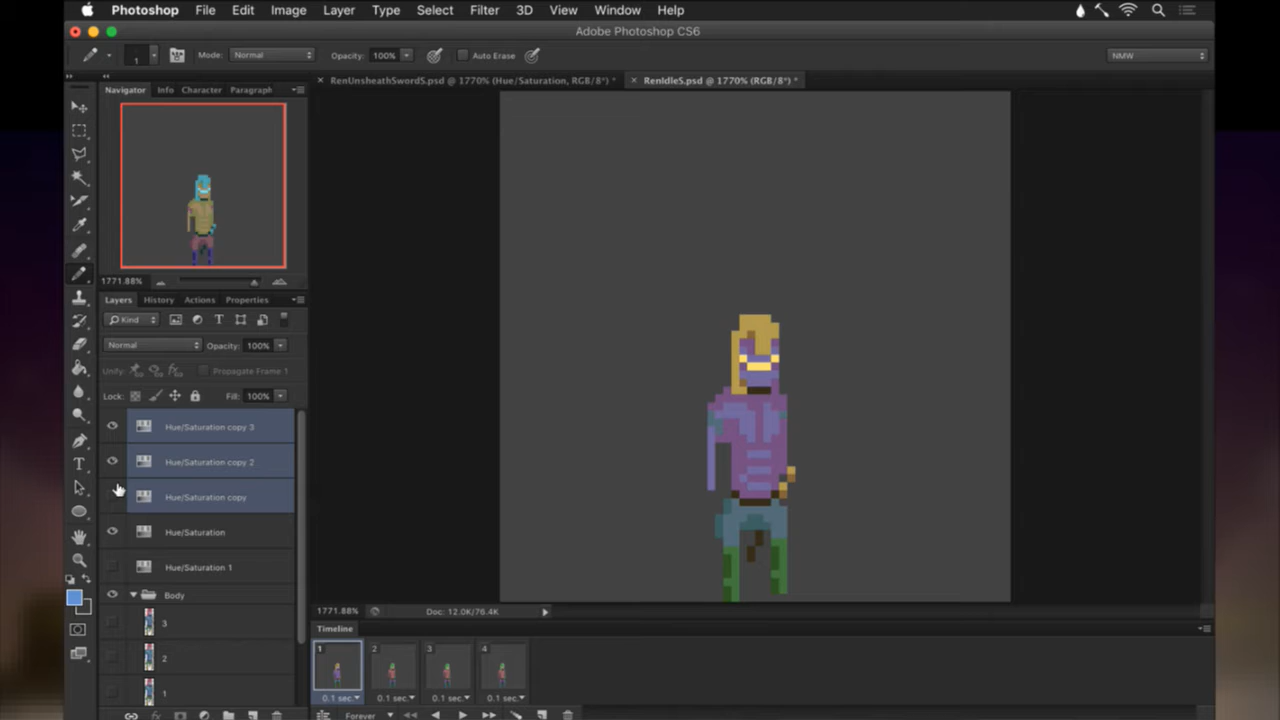 Photoshop File Edit Image Layer Type Select Filter 3D View Window Help
Adobe Photoshop CS6
1 Mode: Normal Opacity: 100% Auto Erase NMW
Navigator Info Character Paragraph
× RenUnsheathSwordS.psd @ 1770% (Hue/Saturation, RGB/8*) *
× RenIdleS.psd @ 1770% (RGB/8*) *
1771.88%
Layers History Actions Properties
Kind T
Normal Opacity: 100%
Unify: Propagate Frame 1
Lock: Fill: 100%
Hue/Saturation copy 3
Hue/Saturation copy 2
Hue/Saturation copy
Hue/Saturation
Hue/Saturation 1
Body
3
2
1
1771.88% Doc: 12.0K/76.4K
Timeline
1 2 3 4
0.1 sec. 0.1 sec. 0.1 sec. 0.1 sec.
Forever